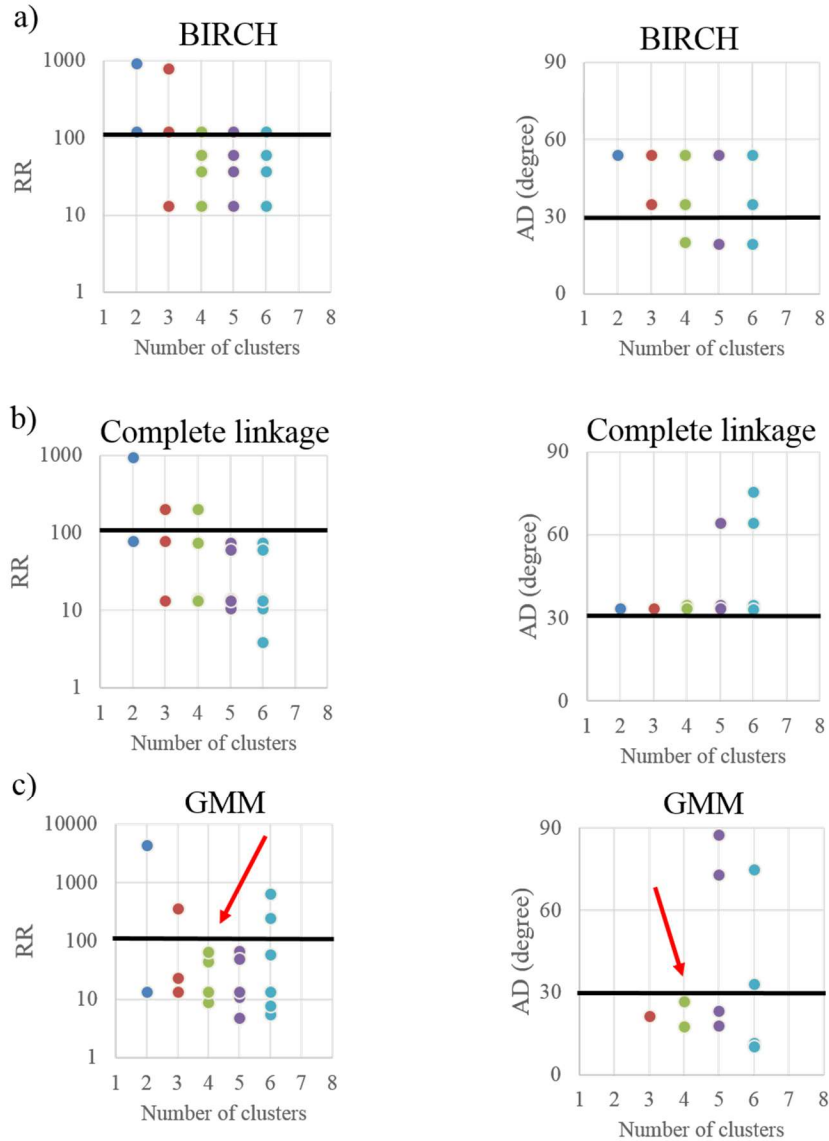 a)
BIRCH
1000
100
10
1
RR
1 2 3 4 5 6 7 8
Number of clusters
BIRCH
90
60
30
0
AD (degree)
1 2 3 4 5 6 7 8
Number of clusters
b)
Complete linkage
1000
100
10
1
RR
1 2 3 4 5 6 7 8
Number of clusters
Complete linkage
90
60
30
0
AD (degree)
1 2 3 4 5 6 7 8
Number of clusters
c)
GMM
10000
1000
100
10
1
RR
1 2 3 4 5 6 7 8
Number of clusters
GMM
90
60
30
0
AD (degree)
1 2 3 4 5 6 7 8
Number of clusters